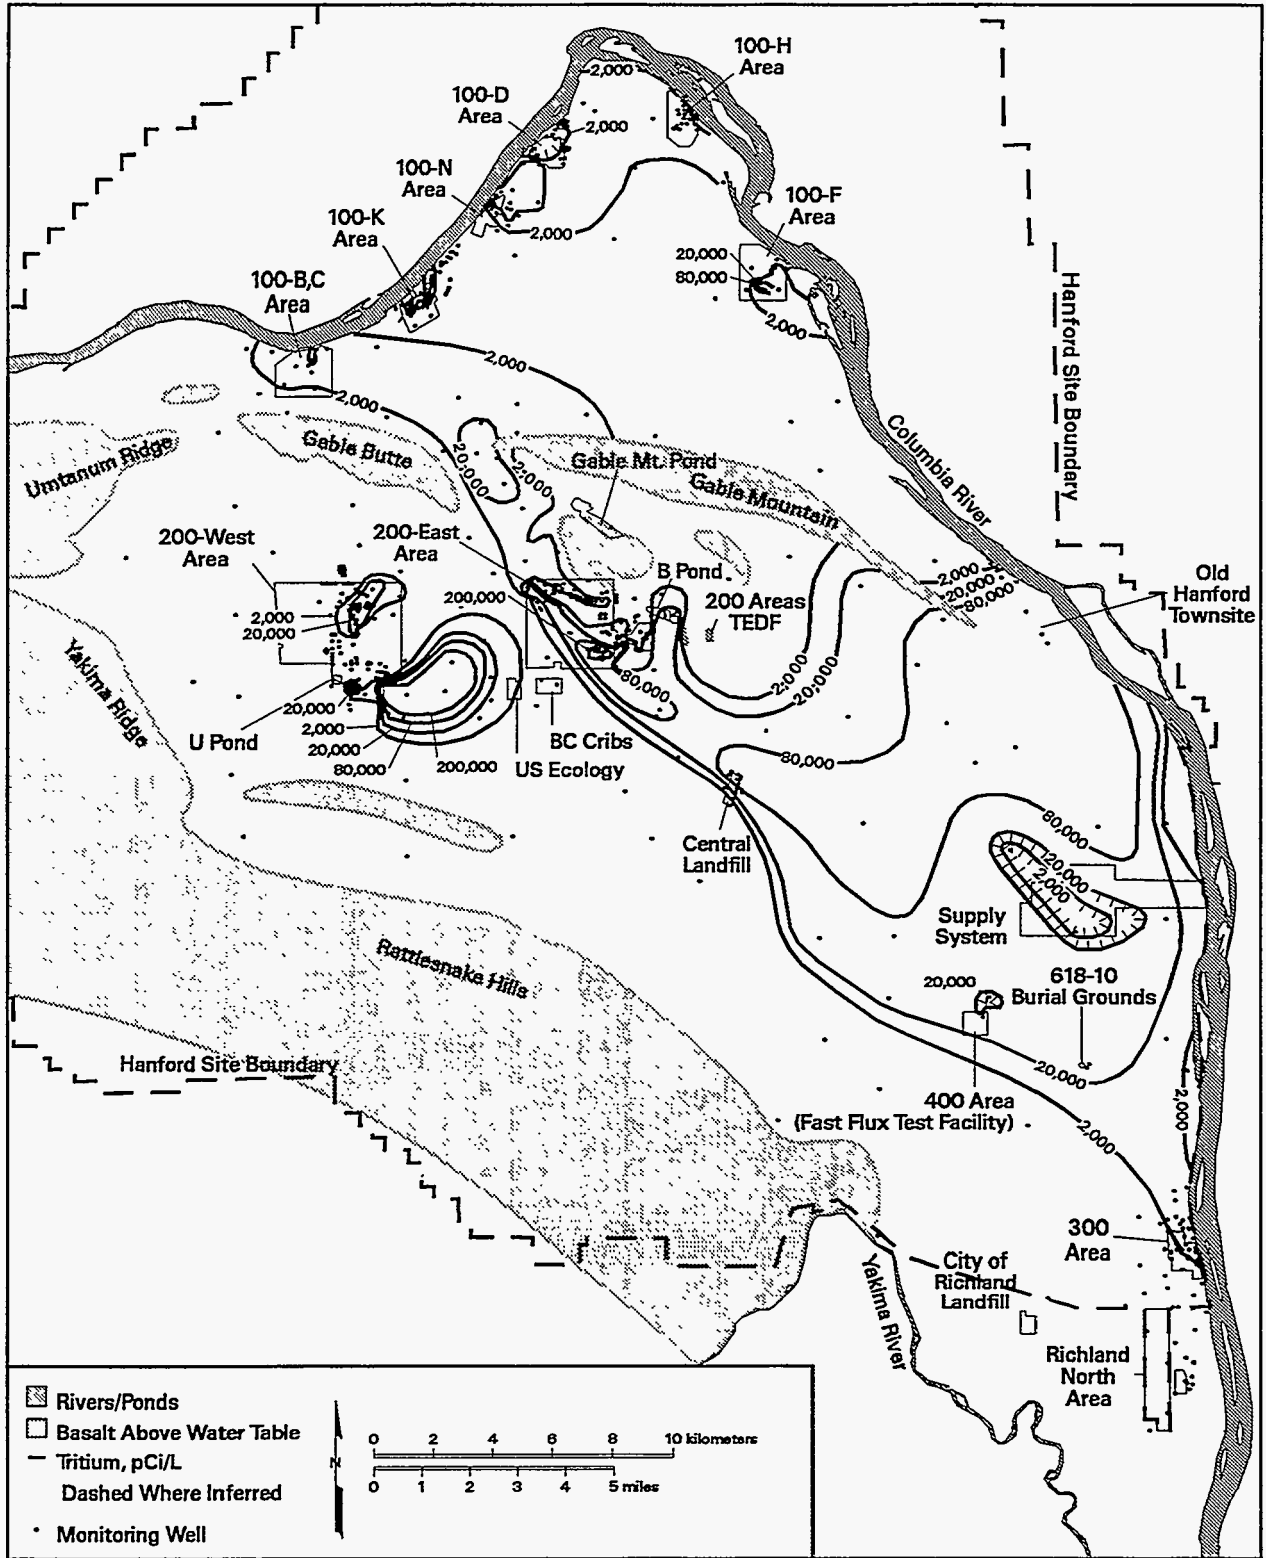 100-H
Area
2,000
100-D
Area
2,000
100-N
Area
100-F
Area
100-K
Area
2,000
20,000
80,000
100-B,C
Area
2,000
2,000
2,000
Hanford Site Boundary
Columbia River
Umtanum Ridge
Gable Butte
20,000
2,000
Gable Mt. Pond
Gable Mountain
200-West
Area
200-East
Area
B Pond
200,000
200 Areas
TEDF
2,000
20,000
80,000
Old
Hanford
Townsite
2,000
20,000
Yakima Ridge
80,000
2,000
20,000
20,000
2,000
20,000
80,000
200,000
U Pond
BC Cribs
US Ecology
80,000
80,000
Central
Landfill
20,000
2,000
Supply
System
Rattlesnake Hills
20,000
618-10
Burial Grounds
Hanford Site Boundary
20,000
400 Area
(Fast Flux Test Facility)
2,000
2,000
300
Area
City of
Richland
Landfill
Yakima River
Richland
North
Area
Rivers/Ponds
Basalt Above Water Table
Tritium, pCi/L
Dashed Where Inferred
Monitoring Well
N
0 2 4 6 8 10 kilometers
0 1 2 3 4 5 miles